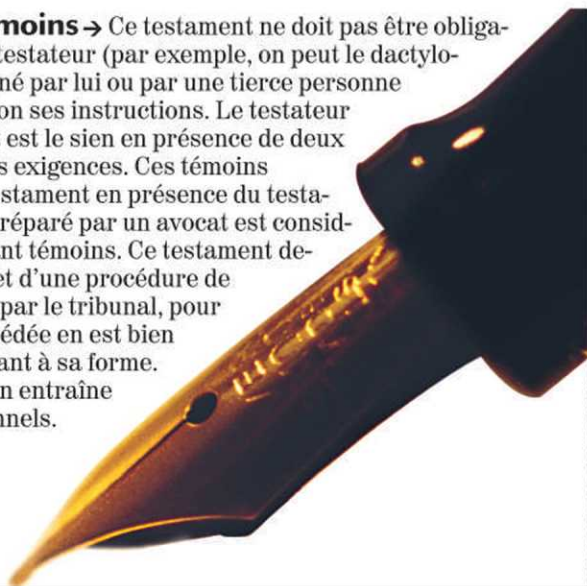 moins → Ce testament ne doit pas être obliga-
testateur (par exemple, on peut le dactylo-
né par lui ou par une tierce personne
on ses instructions. Le testateur
est le sien en présence de deux
s exigences. Ces témoins
stament en présence du testa-
réparé par un avocat est consid-
nt témoins. Ce testament de-
et d'une procédure de
par le tribunal, pour
édée en est bien
ant à sa forme.
n entraîne
nnels.